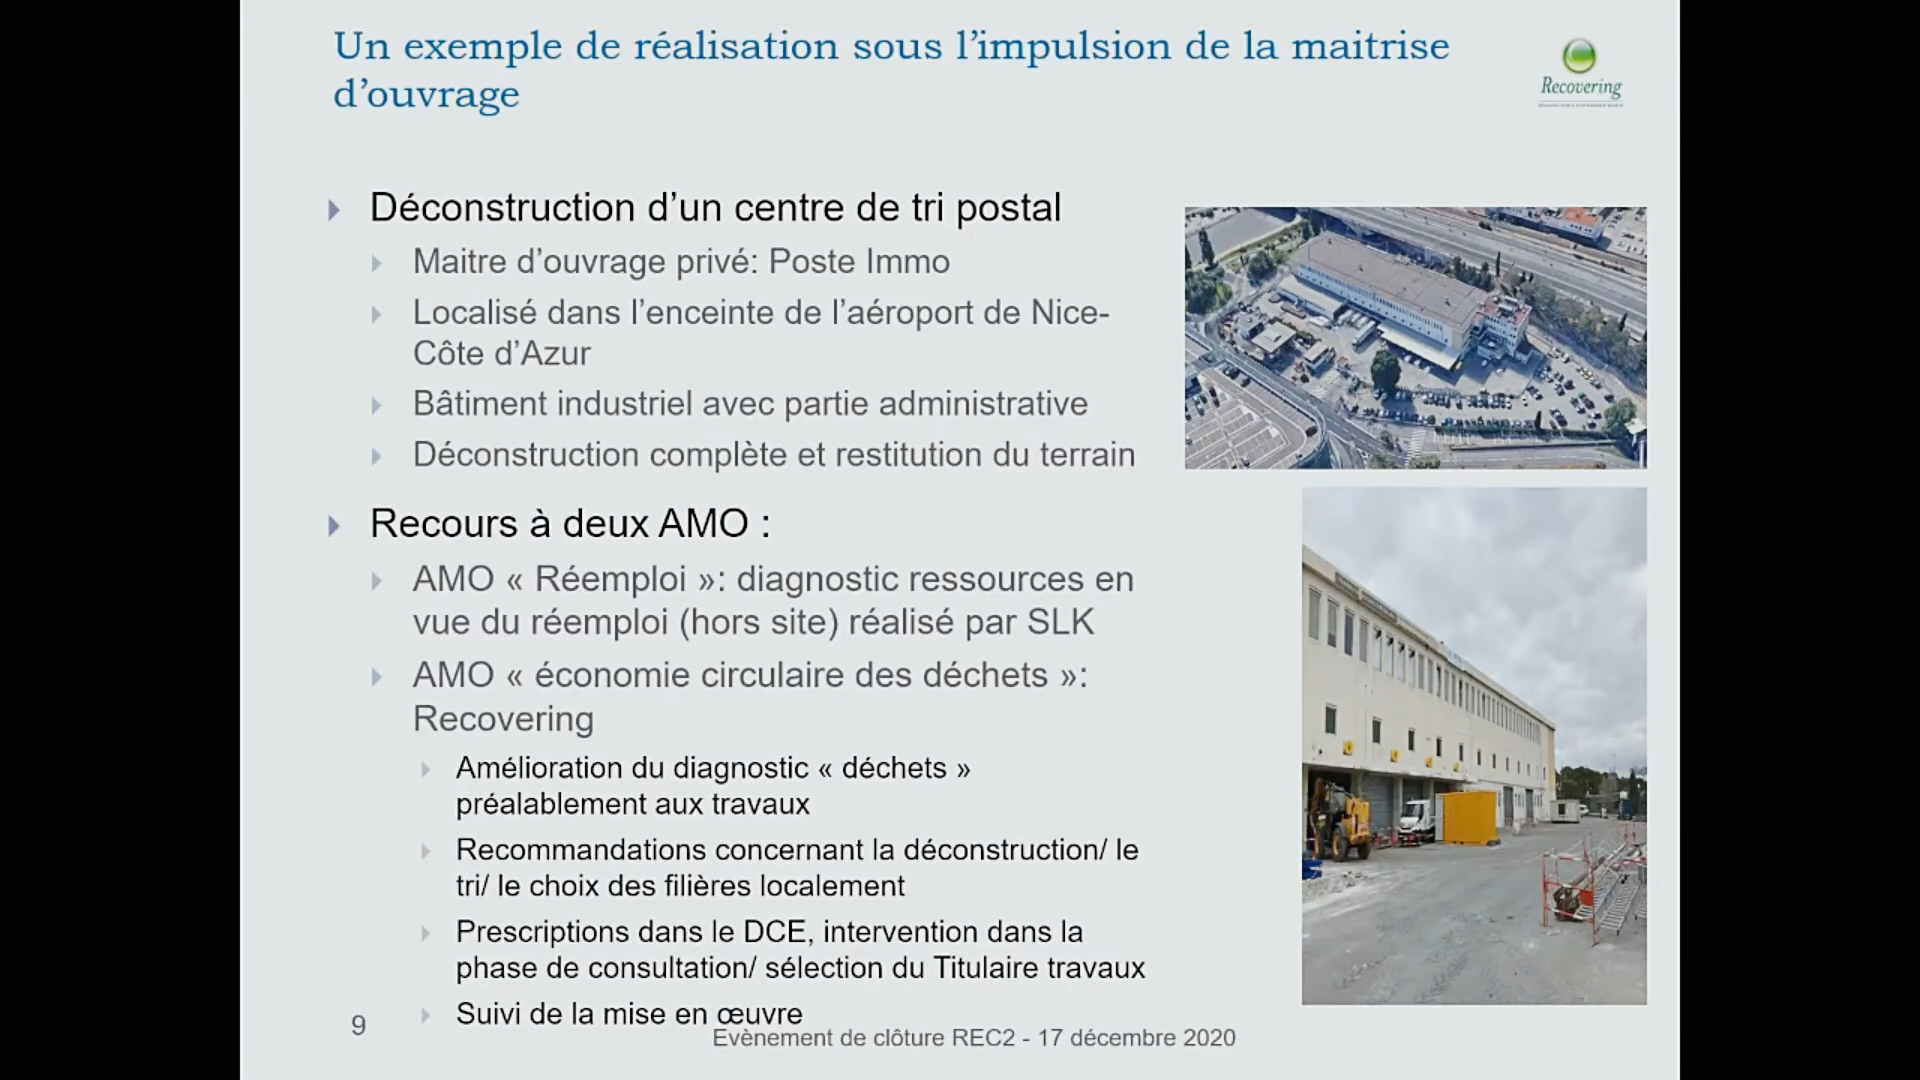 Un exemple de réalisation sous l’impulsion de la maitrise
d’ouvrage
Recovering
Déconstruction d’un centre de tri postal
Maitre d’ouvrage privé: Poste Immo
Localisé dans l’enceinte de l’aéroport de Nice-
Côte d’Azur
Bâtiment industriel avec partie administrative
Déconstruction complète et restitution du terrain
Recours à deux AMO :
AMO « Réemploi »: diagnostic ressources en
vue du réemploi (hors site) réalisé par SLK
AMO « économie circulaire des déchets »:
Recovering
Amélioration du diagnostic « déchets »
préalablement aux travaux
Recommandations concernant la déconstruction/ le
tri/ le choix des filières localement
Prescriptions dans le DCE, intervention dans la
phase de consultation/ sélection du Titulaire travaux
Suivi de la mise en œuvre
9
Evènement de clôture REC2 - 17 décembre 2020